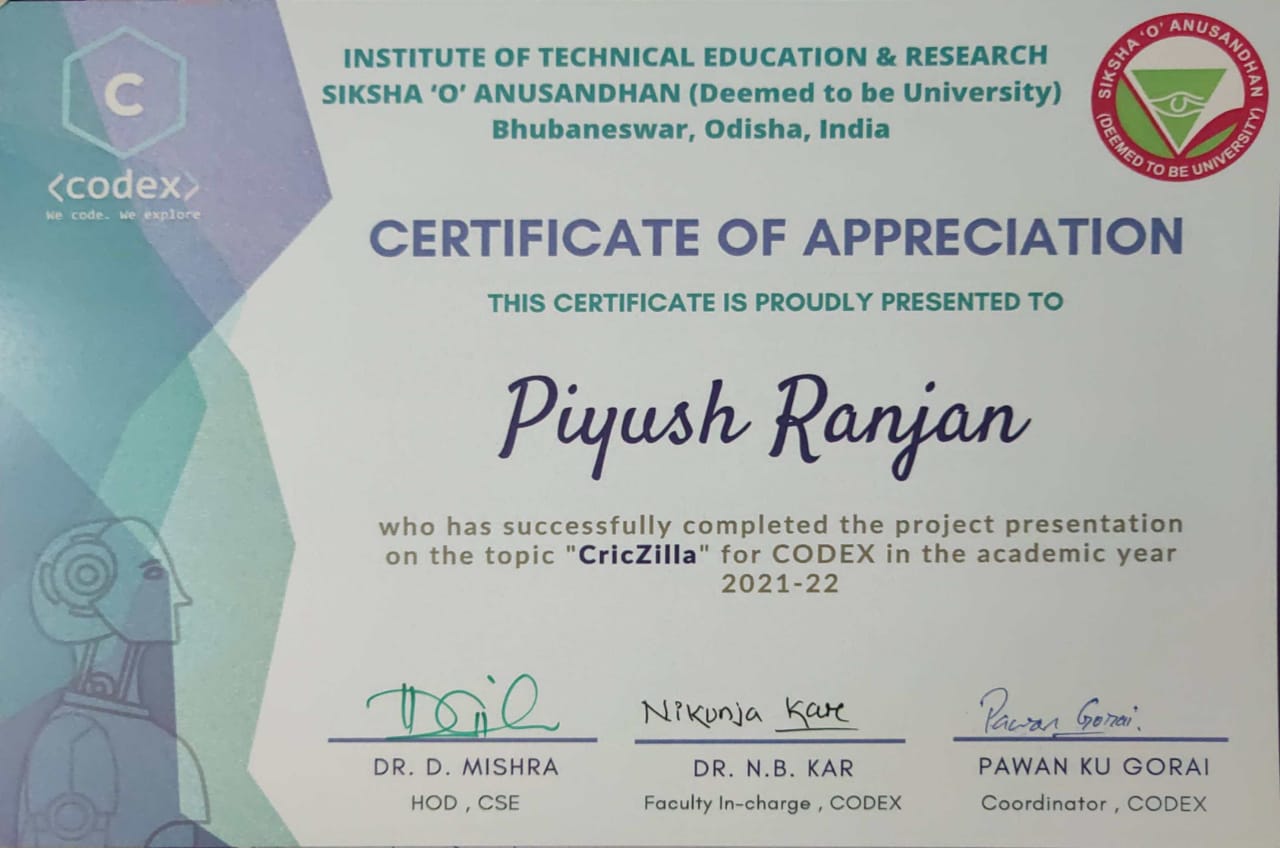 C
<codex>
We code. We explore
INSTITUTE OF TECHNICAL EDUCATION & RESEARCH
SIKSHA ‘O’ ANUSANDHAN (Deemed to be University)
Bhubaneswar, Odisha, India
SIKSHA ‘O’ ANUSANDHAN
(DEEMED TO BE UNIVERSITY)
CERTIFICATE OF APPRECIATION
THIS CERTIFICATE IS PROUDLY PRESENTED TO
Piyush Ranjan
who has successfully completed the project presentation
on the topic "CricZilla" for CODEX in the academic year
2021-22
Nikunja Kar
Pawan Gorai.
DR. D. MISHRA
DR. N.B. KAR
PAWAN KU GORAI
HOD , CSE
Faculty In-charge , CODEX
Coordinator , CODEX